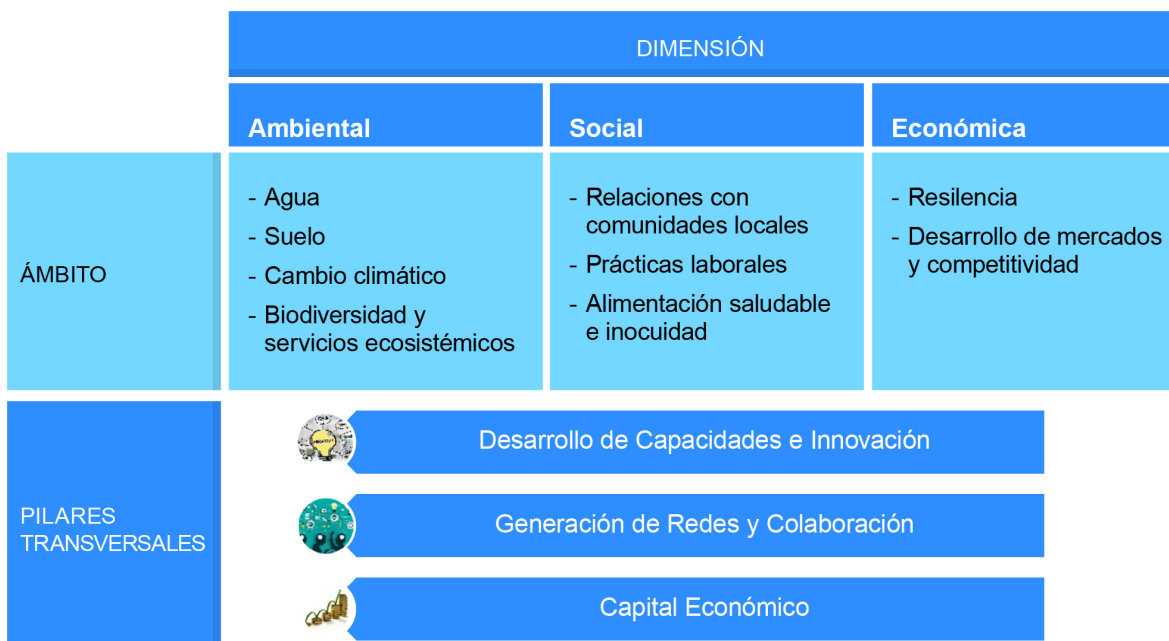 DIMENSIÓN
Ambiental
Social
Económica
ÁMBITO
- Agua
- Suelo
- Cambio climático
- Biodiversidad y
servicios ecosistémicos
- Relaciones con
comunidades locales
- Prácticas laborales
- Alimentación saludable
e inocuidad
- Resilencia
- Desarrollo de mercados
y competitividad
PILARES
TRANSVERSALES
Desarrollo de Capacidades e Innovación
Generación de Redes y Colaboración
Capital Económico